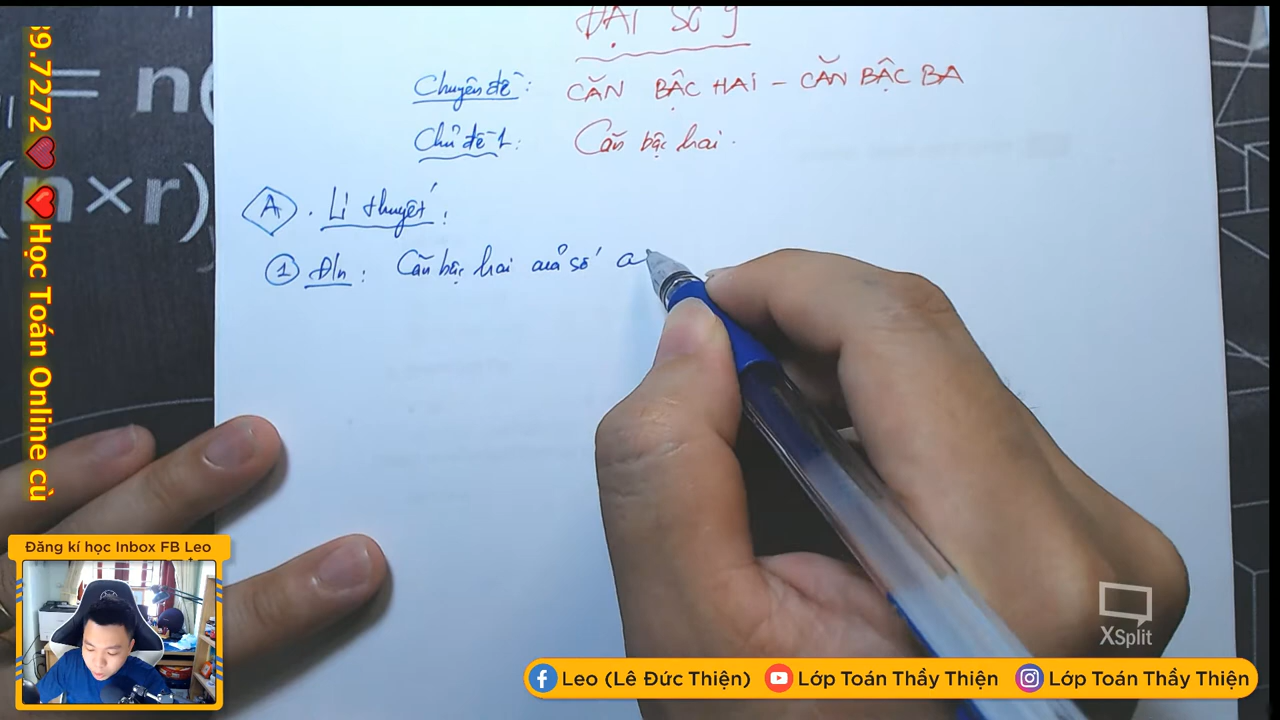 ĐẠI SỐ 9
Chuyên đề: CĂN BẬC HAI - CĂN BẬC BA
Chủ đề 1: Căn bậc hai.
A. Lí thuyết:
1 Đ/n: Căn bậc hai của số a
39.7272❤️ ❤️Học Toán Online cù
= n(
(n×r)
Đăng kí học Inbox FB Leo
XSplit
Leo (Lê Đức Thiện) Lớp Toán Thầy Thiện Lớp Toán Thầy Thiện